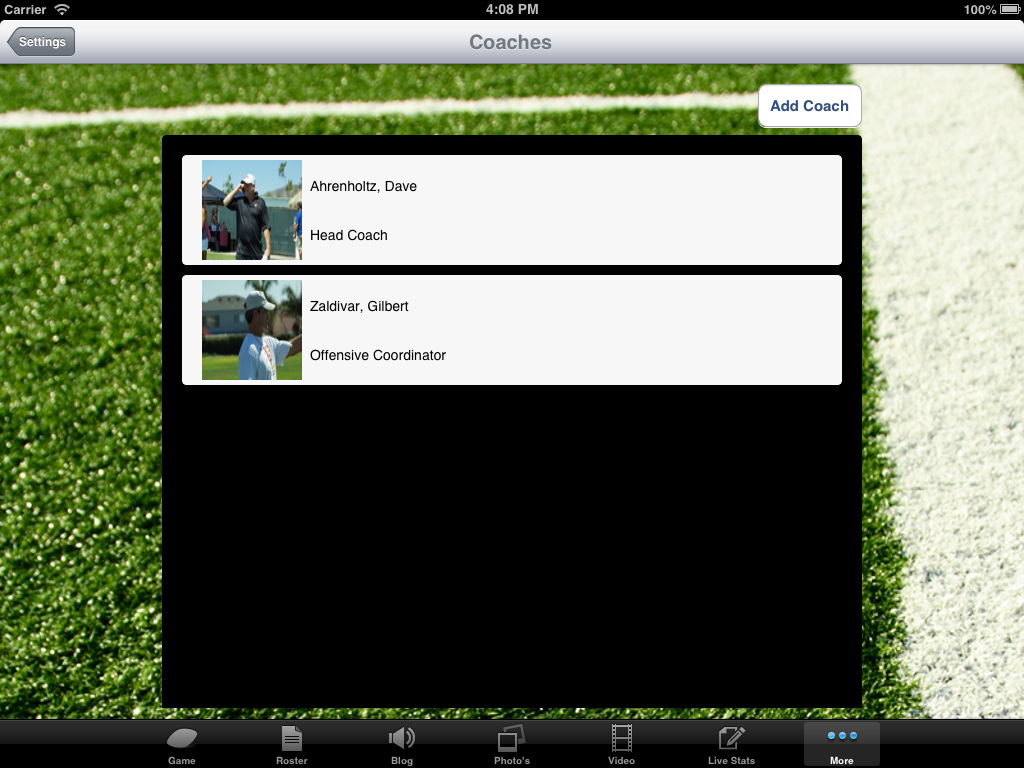 Carrier 4:08 PM 100%
Settings Coaches
Add Coach
Ahrenholtz, Dave
Head Coach
Zaldivar, Gilbert
Offensive Coordinator
Game Roster Blog Photo's Video Live Stats More